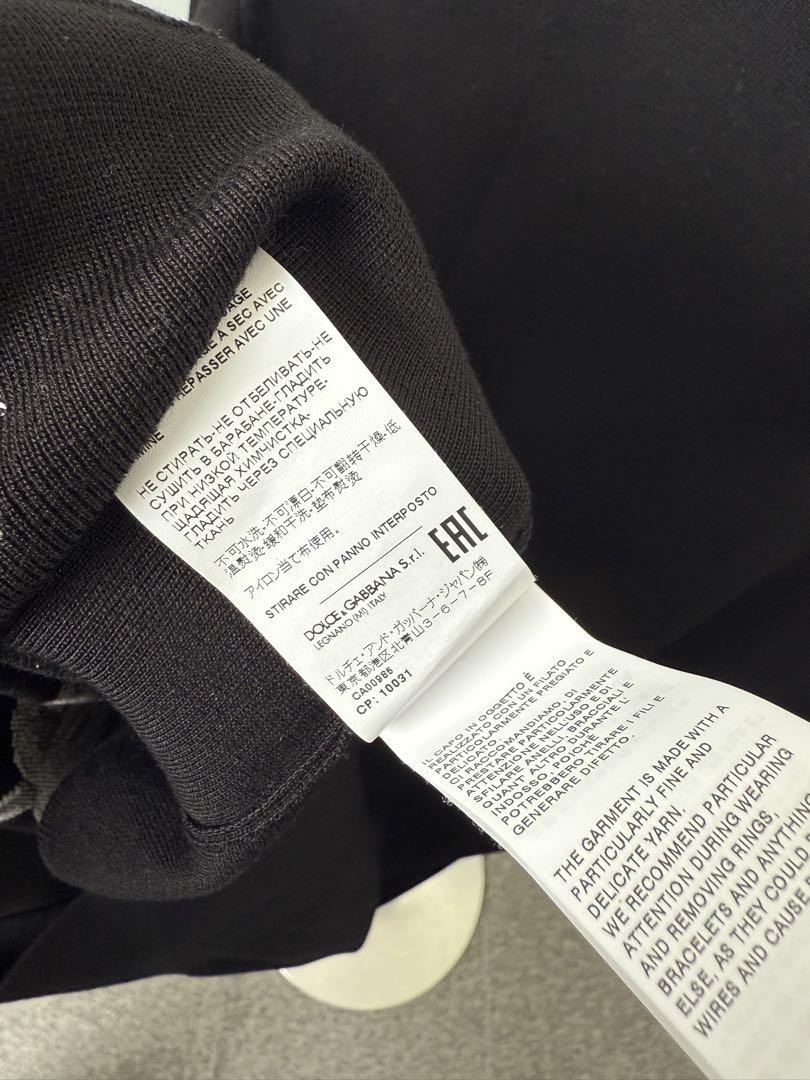 AGE
E A SEC AVEC
REPASSER AVEC UNE
MINE
НЕ СТИРАТЬ-НЕ ОТБЕЛИВАТЬ-НЕ
СУШИТЬ В БАРАБАНЕ-ГЛАДИТЬ
ПРИ НИЗКОЙ ТЕМПЕРАТУРЕ-
ЩАДЯЩАЯ ХИМЧИСТКА-
ГЛАДИТЬ ЧЕРЕЗ СПЕЦИАЛЬНУЮ
ТКАНЬ
不可水洗-不可漂白-不可翻转干燥-低
温熨烫-缓和干洗-垫布熨烫
アイロン当て布使用。
STIRARE CON PANNO INTERPOSTO
DOLCE & GABBANA S.r.l.
LEGNANO (MI) ITALY
EAC
ドルチェ・アンド・ガッバーナ・ジャパン㈱
東京都港区北青山3-6-7-8F
CA00985
CP: 10031
IL CAPO IN OGGETTO È
REALIZZATO CON UN FILATO
PARTICOLARMENTE PREGIATO E
DELICATO.
CI RACCOMANDIAMO, DI
PRESTARE PARTICOLARMENTE
ATTENZIONE NELL'USO E DI
SFILARE ANELLI, BRACCIALI E
QUANT'ALTRO DURANTE L'
INDOSSO POICHÈ
POTREBBERO TIRARE I FILI E
GENERARE DIFETTO.
THE GARMENT IS MADE WITH A
PARTICULARLY FINE AND
DELICATE YARN.
WE RECOMMEND PARTICULAR
ATTENTION DURING WEARING
AND REMOVING RINGS,
BRACELETS AND ANYTHIN
ELSE, AS THEY COULD
WIRES AND CAUSE